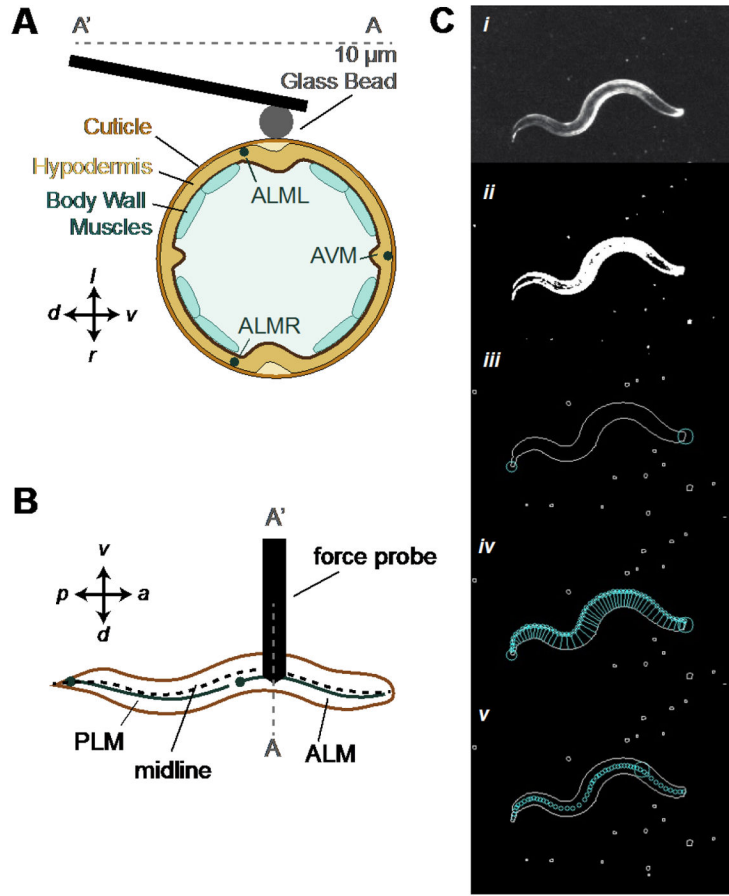 A
A'
A
10 µm
Glass Bead
Cuticle
Hypodermis
Body Wall
Muscles
ALML
AVM
ALMR
l
d
v
r
B
A'
force probe
v
p
a
d
PLM
midline
A
ALM
C
i
ii
iii
iv
v